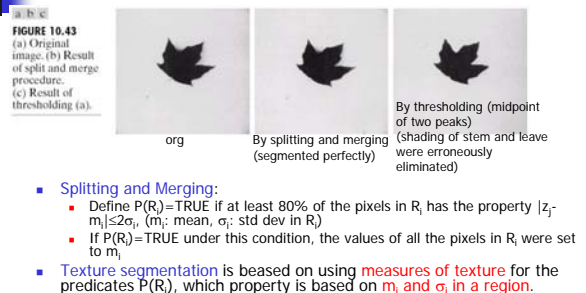 a b c
FIGURE 10.43
(a) Original
image. (b) Result
of split and merge
procedure.
(c) Result of
thresholding (a).
org
By splitting and merging
(segmented perfectly)
By thresholding (midpoint
of two peaks)
(shading of stem and leave
were erroneously
eliminated)
Splitting and Merging:
Define P(Rᵢ)=TRUE if at least 80% of the pixels in Rᵢ has the property |zⱼ-
mᵢ|≤2σᵢ, (mᵢ: mean, σᵢ: std dev in Rᵢ)
If P(Rᵢ)=TRUE under this condition, the values of all the pixels in Rᵢ were set
to mᵢ
Texture segmentation is beased on using measures of texture for the
predicates P(Rᵢ), which property is based on mᵢ and σᵢ in a region.